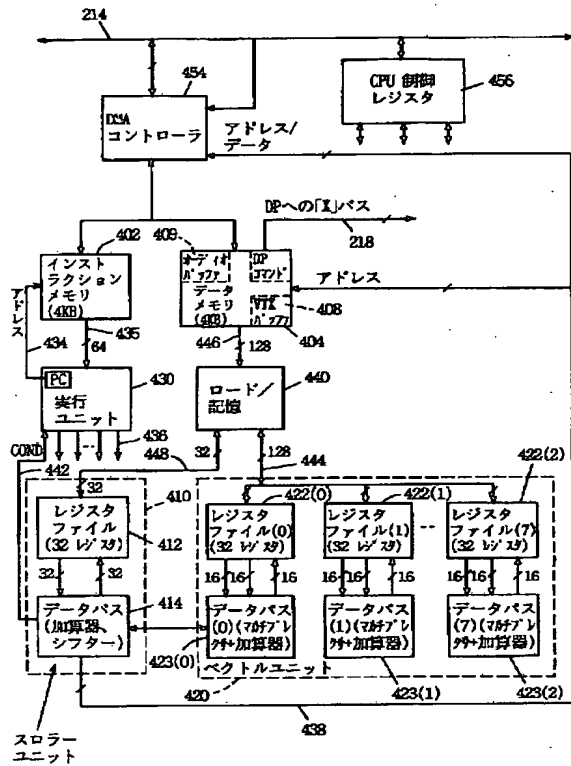 214
454
CPU 制御
レジスタ
456
DMA
コントローラ
アドレス/
データ
DPへの「X」バス
218
402
409
インスト
ラクション
メモリ
(4KB)
オーディオ
バッファ
DP
コマンド
データ
メモリ
(4KB)
VTX
バッファ
408
404
アドレス
アドレス
434
435
64
446
128
PC
実行
ユニット
430
ロード/
記憶
440
COND
436
442
448
32
128
444
422(2)
32
410
422(0)
422(1)
レジスタ
ファイル
(32 レジスタ)
412
レジスタ
ファイル(0)
(32 レジスタ)
レジスタ
ファイル(1)
(32 レジスタ)
レジスタ
ファイル(7)
(32 レジスタ)
32
32
16
16
16
16
16
16
16
16
16
データパス
(加算器、
シフター)
414
データパス
(0)(マルチプレ
クサ+加算器)
データパス
(1)(マルチプレ
クサ+加算器)
データパス
(7)(マルチプレ
クサ+加算器)
423(0)
ベクトルユニット
420
423(1)
423(2)
438
スロラー
ユニット